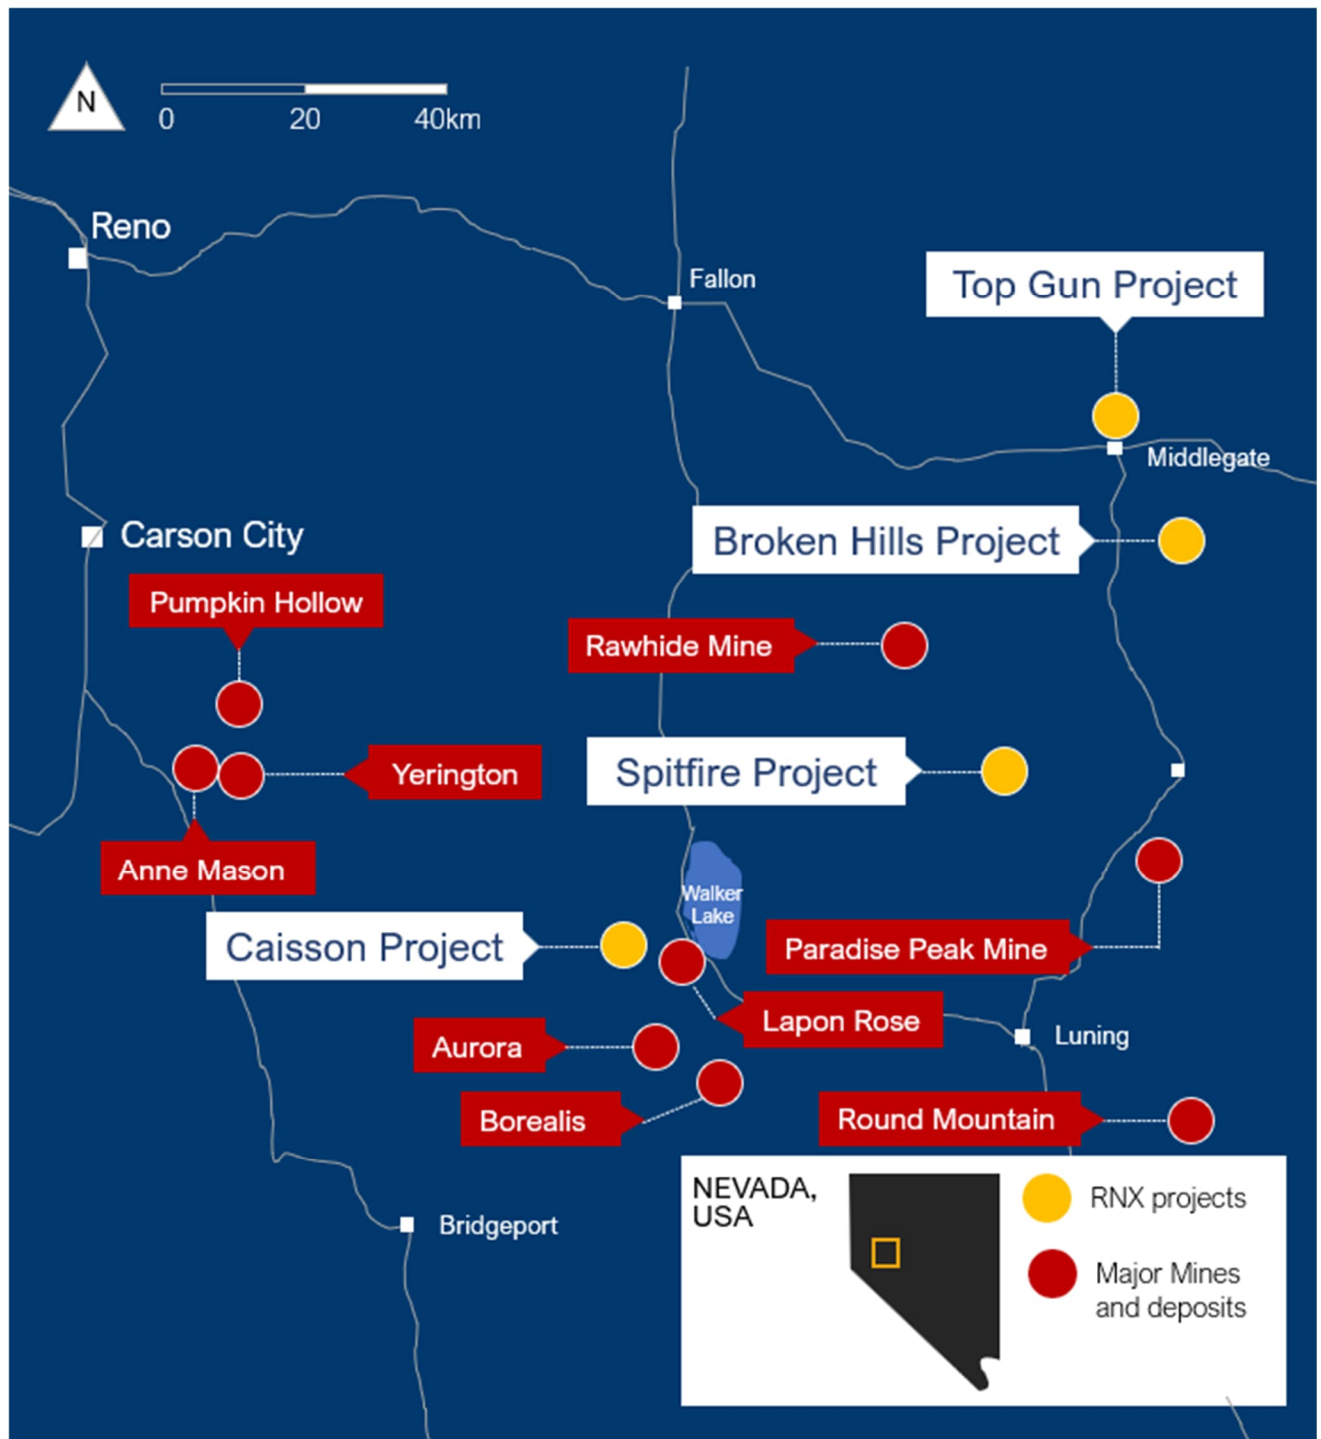 N
0 20 40km
Reno
Fallon
Top Gun Project
Middlegate
Carson City
Broken Hills Project
Pumpkin Hollow
Rawhide Mine
Yerington
Spitfire Project
Anne Mason
Walker
Lake
Caisson Project
Paradise Peak Mine
Lapon Rose
Aurora
Luning
Borealis
Round Mountain
Bridgeport
NEVADA,
USA
RNX projects
Major Mines
and deposits